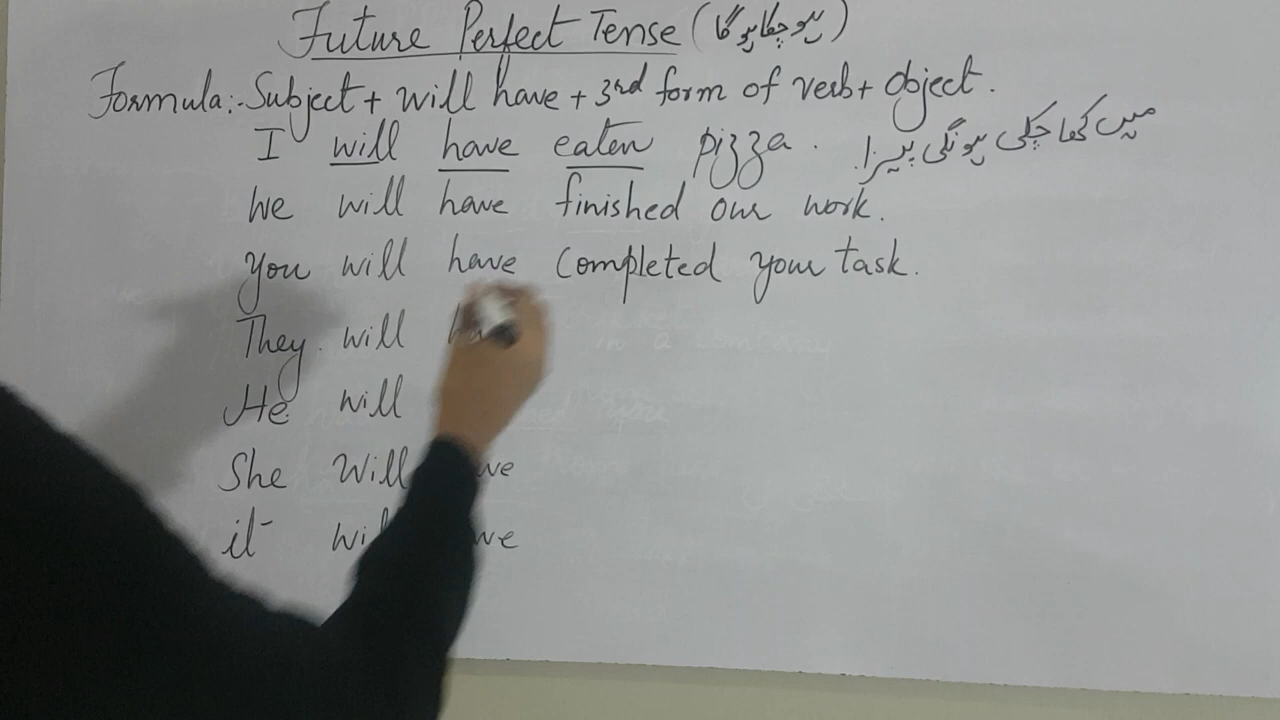 Future Perfect Tense (ہو چکا ہو گا)
Formula:- Subject + will have + 3rd form of verb + Object.
I will have eaten pizza. میں کھا چکی ہونگی پیزا.
We will have finished our work.
You will have completed your task.
They will
He will
She Will
it